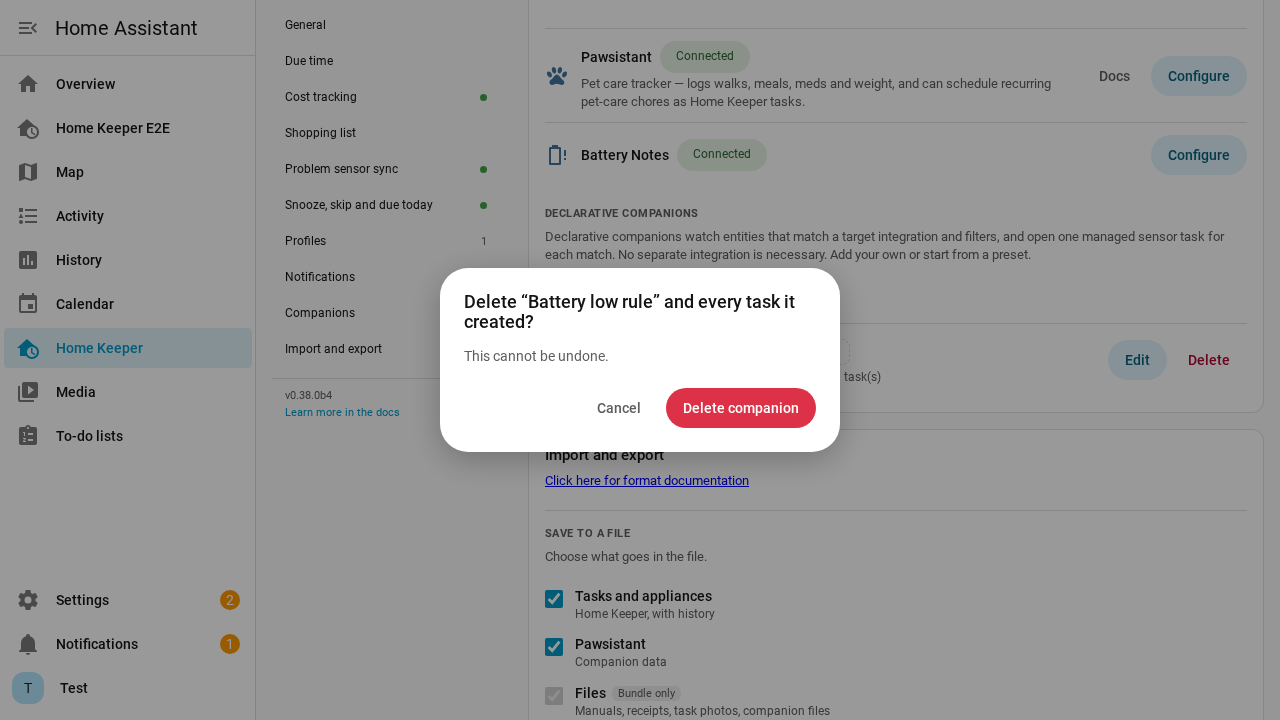 Home Assistant
Overview
Home Keeper E2E
Map
Activity
History
Calendar
Home Keeper
Media
To-do lists
Settings
2
Notifications
1
T
Test
General
Due time
Cost tracking
Shopping list
Problem sensor sync
Snooze, skip and due today
Profiles
1
Notifications
Companions
Import and export
v0.38.0b4
Learn more in the docs
Pawsistant
Connected
Pet care tracker — logs walks, meals, meds and weight, and can schedule recurring
pet-care chores as Home Keeper tasks.
Docs
Configure
Battery Notes
Connected
Configure
DECLARATIVE COMPANIONS
Declarative companions watch entities that match a target integration and filters, and open one managed sensor task for
each match. No separate integration is necessary. Add your own or start from a preset.
task(s)
Edit
Delete
Delete “Battery low rule” and every task it
created?
This cannot be undone.
Cancel
Delete companion
Import and export
Click here for format documentation
SAVE TO A FILE
Choose what goes in the file.
Tasks and appliances
Home Keeper, with history
Pawsistant
Companion data
Files
Bundle only
Manuals, receipts, task photos, companion files